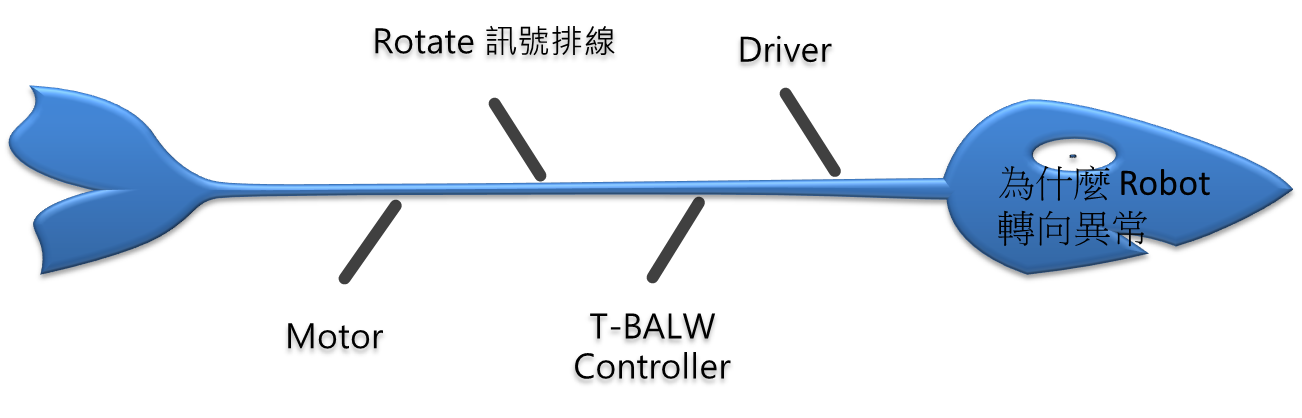 Rotate 訊號排線
Driver
為什麼 Robot
轉向異常
Motor
T-BALW
Controller